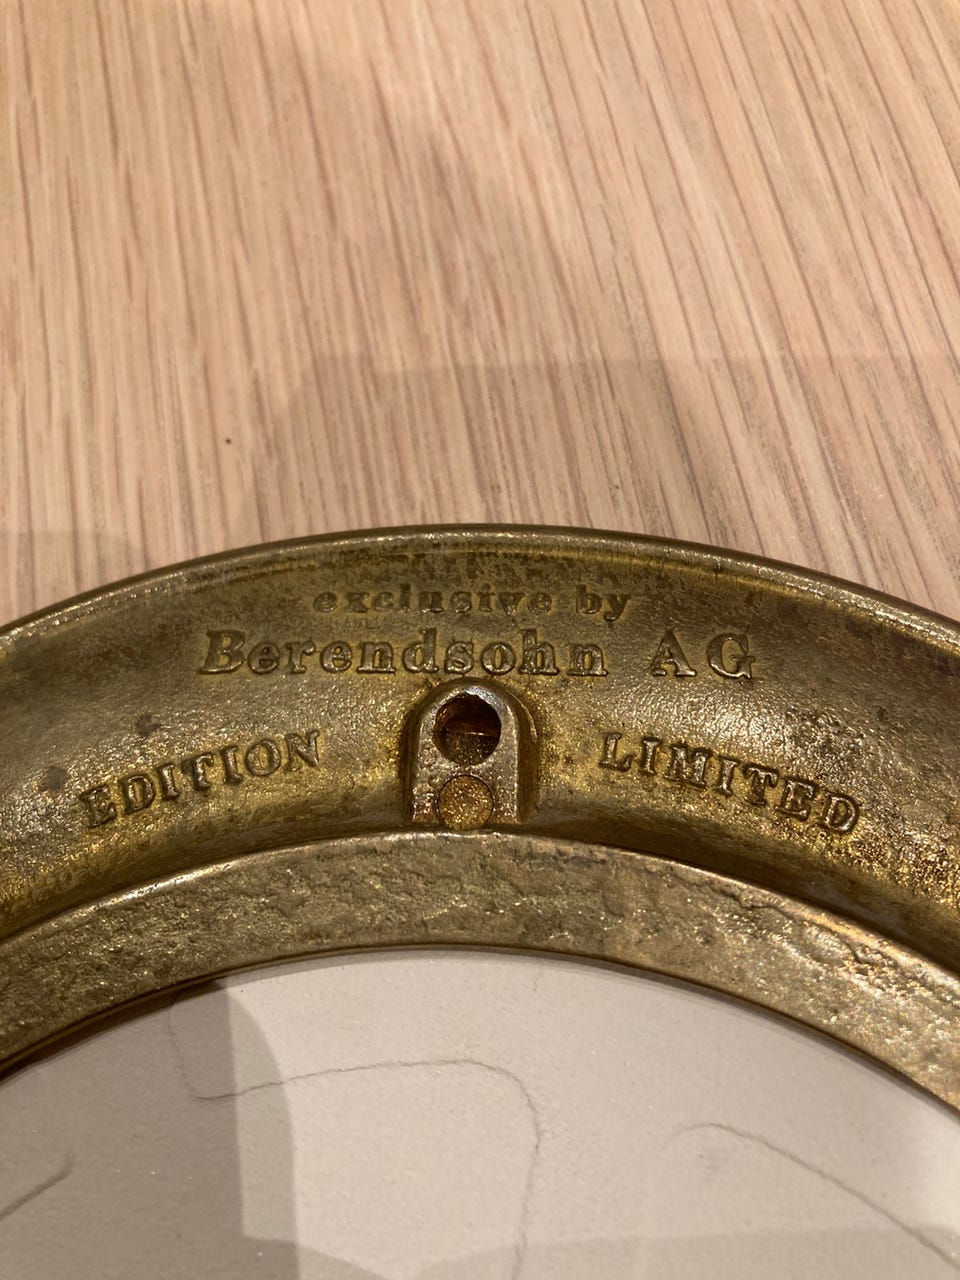 exclusive by
Berendsohn AG
EDITION LIMITED